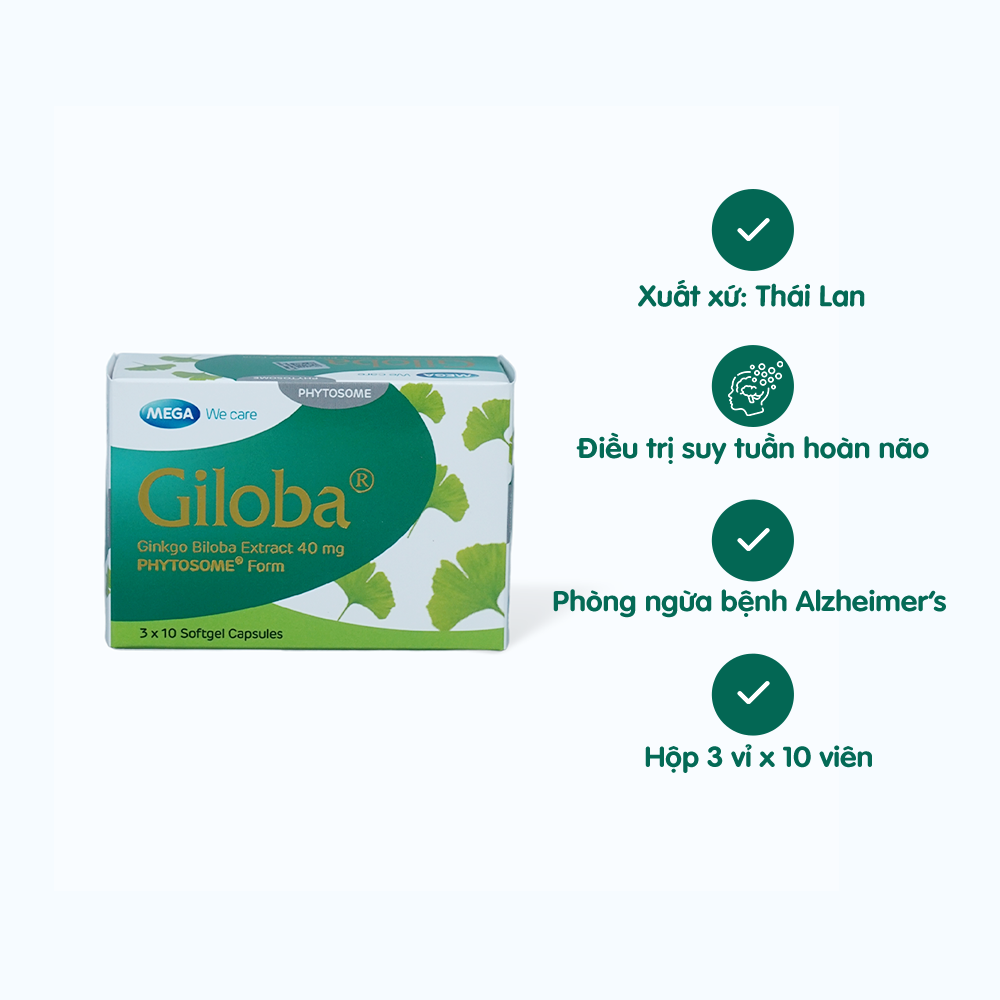 PHYTOSOME
MEGA We care
Giloba®
Ginkgo Biloba Extract 40 mg
PHYTOSOME® Form
3 x 10 Softgel Capsules
Xuất xứ: Thái Lan
Điều trị suy tuần hoàn não
Phòng ngừa bệnh Alzheimer's
Hộp 3 vỉ x 10 viên